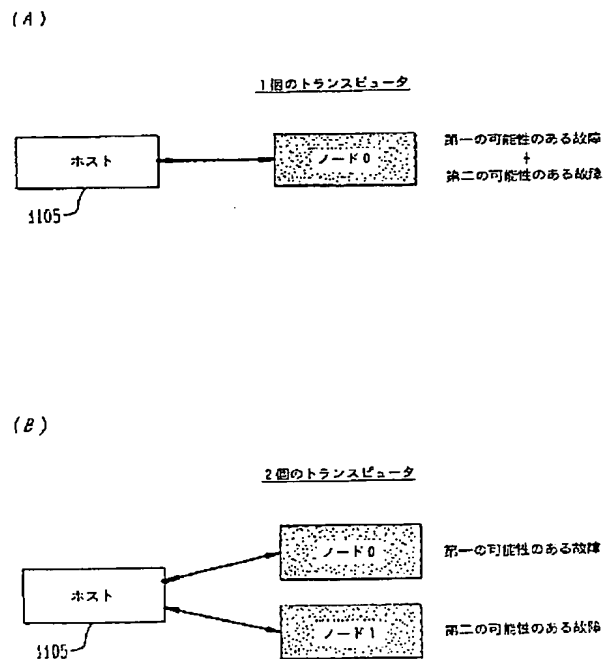 (A)
1個のトランスピュータ
ホスト
ノード0
第一の可能性のある故障
+
第二の可能性のある故障
1105
(B)
2個のトランスピュータ
ノード0
第一の可能性のある故障
ホスト
ノード1
第二の可能性のある故障
1105